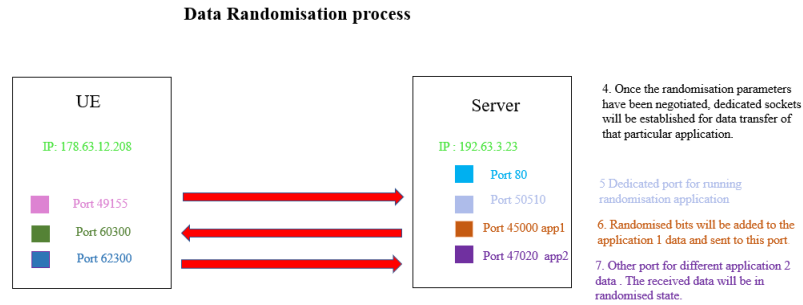 Data Randomisation process
UE
IP: 178.63.12.208
Port 49155
Port 60300
Port 62300
Server
IP : 192.63.3.23
Port 80
Port 50510
Port 45000 app1
Port 47020 app2
4. Once the randomisation parameters
have been negotiated, dedicated sockets
will be established for data transfer of
that particular application.
5 Dedicated port for running
randomisation application
6. Randomised bits will be added to the
application 1 data and sent to this port
7. Other port for different application 2
data . The received data will be in
randomised state.